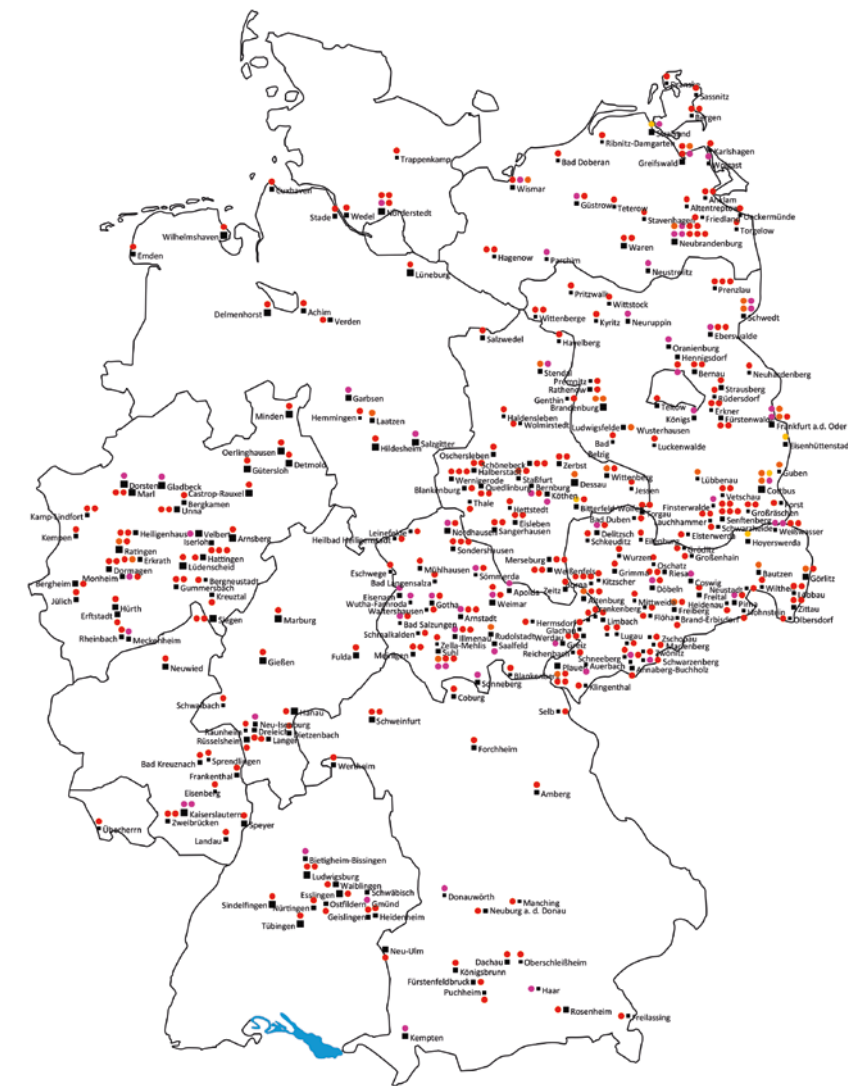 Sassnitz
Bergen
Ribnitz-Damgarten
Stralsund
Karlshagen
Trappenkamp
Bad Doberan
Greifswald
Wolgast
Cuxhaven
Wismar
Anklam
Stade
Wedel
Norderstedt
Güstrow
Teterow
Altentreptow
Stavenhagen
Friedland
Ueckermünde
Torgelow
Wilhelmshaven
Neubrandenburg
Waren
Emden
Hagenow
Parchim
Neustrelitz
Lüneburg
Prenzlau
Pritzwalk
Wittstock
Delmenhorst
Achim
Verden
Wittenberge
Kyritz
Neuruppin
Schwedt
Salzwedel
Havelberg
Eberswalde
Oranienburg
Hennigsdorf
Stendal
Bernau
Neuhardenberg
Premnitz
Rathenow
Strausberg
Garbsen
Genthin
Rüdersdorf
Minden
Hemmingen
Laatzen
Brandenburg
Teltow
Erkner
Haldensleben
Königs
Fürstenwalde
Wolmirstedt
Ludwigsfelde
Wusterhausen
Frankfurt a.d. Oder
Hildesheim
Salzgitter
Bad
Luckenwalde
Eisenhüttenstadt
Oerlinghausen
Oschersleben
Belzig
Gütersloh
Detmold
Schönebeck
Zerbst
Halberstadt
Wittenberg
Guben
Dorsten
Gladbeck
Wernigerode
Staßfurt
Lübbenau
Marl
Castrop-Rauxel
Blankenburg
Quedlinburg
Bernburg
Dessau
Jessen
Cottbus
Bergkamen
Köthen
Vetschau
Kamp-Lindfort
Unna
Thale
Hettstedt
Bitterfeld-Wolfen
Finsterwalde
Forst
Torgau
Großräschen
Kempen
Heiligenhaus
Velbert
Arnsberg
Leinefelde
Nordhausen
Eisleben
Bad Düben
Lauchhammer
Senftenberg
Iserlohn
Heilbad Heiligenstadt
Sangerhausen
Delitzsch
Schwarzheide
Weisswasser
Ratingen
Schkeuditz
Eilenburg
Elsterwerda
Hoyerswerda
Erkrath
Hattingen
Sondershausen
Gröditz
Dormagen
Lüdenscheid
Merseburg
Wurzen
Großenhain
Eschwege
Mühlhausen
Weißenfels
Oschatz
Monheim
Bergneustadt
Bad Langensalza
Sömmerda
Grimma
Riesa
Bautzen
Görlitz
Bergheim
Gummersbach
Borna
Kitzscher
Coswig
Eisenach
Apolda
Zeitz
Döbeln
Neustadt
Wilthen
Löbau
Jülich
Kreuztal
Wutha-Farnroda
Gotha
Weimar
Altenburg
Mittweida
Freital
Pirna
Hürth
Waltershausen
Frankenberg
Freiberg
Heidenau
Zittau
Erftstadt
Siegen
Marburg
Bad Salzungen
Arnstadt
Hermsdorf
Limbach
Flöha
Brand-Erbisdorf
Hohnstein
Olbersdorf
Glauchau
Rheinbach
Meckenheim
Schmalkalden
Ilmenau
Rudolstadt
Werdau
Lugau
Zschopau
Zella-Mehlis
Saalfeld
Greiz
Marienberg
Neuwied
Gießen
Fulda
Meiningen
Suhl
Reichenbach
Schneeberg
Zwönitz
Schwarzenberg
Plauen
Auerbach
Annaberg-Buchholz
Sonneberg
Klingenthal
Schwalbach
Hanau
Schweinfurt
Coburg
Selb
Neu-Isenburg
Raunheim
Dreieich
Dietzenbach
Rüsselsheim
Langen
Forchheim
Bad Kreuznach
Sprendlingen
Wertheim
Frankenthal
Eisenberg
Amberg
Kaiserslautern
Zweibrücken
Speyer
Übacherrn
Landau
Bietigheim-Bissingen
Ludwigsburg
Waiblingen
Esslingen
Schwäbisch
Donauwörth
Sindelfingen
Nürtingen
Ostfildern
Gmünd
Manching
Geislingen
Heidenheim
Neuburg a. d. Donau
Tübingen
Neu-Ulm
Dachau
Oberschleißheim
Königsbrunn
Fürstenfeldbruck
Puchheim
Haar
Rosenheim
Freilassing
Kempten